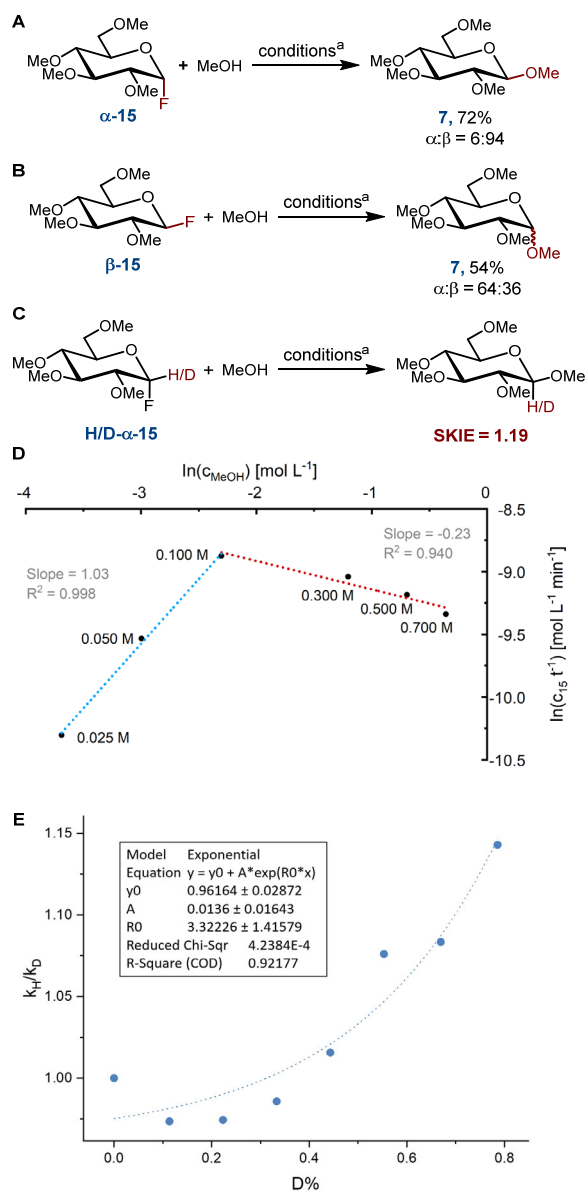 A
OMe
MeO
MeO
OMe
O
F
α-15
+ MeOH
conditionsᵃ
OMe
MeO
MeO
OMe
O
OMe
7, 72%
α:β = 6:94
B
OMe
MeO
MeO
OMe
O
F
β-15
+ MeOH
conditionsᵃ
OMe
MeO
MeO
OMe
O
OMe
7, 54%
α:β = 64:36
C
OMe
MeO
MeO
OMe
O
H/D
F
H/D-α-15
+ MeOH
conditionsᵃ
OMe
MeO
MeO
OMe
O
OMe
H/D
SKIE = 1.19
D
ln(c_MeOH) [mol L⁻¹]
-4 -3 -2 -1 0
-8.5
-9.0
-9.5
-10.0
-10.5
ln(c₁₅ t⁻¹) [mol L⁻¹ min⁻¹]
Slope = 1.03
R² = 0.998
Slope = -0.23
R² = 0.940
0.100 M
0.300 M
0.500 M
0.700 M
0.050 M
0.025 M
E
1.15
1.10
1.05
1.00
k_H/k_D
Model Exponential
Equation y = y0 + A*exp(R0*x)
y0 0.96164 ± 0.02872
A 0.0136 ± 0.01643
R0 3.32226 ± 1.41579
Reduced Chi-Sqr 4.2384E-4
R-Square (COD) 0.92177
0.0 0.2 0.4 0.6 0.8
D%